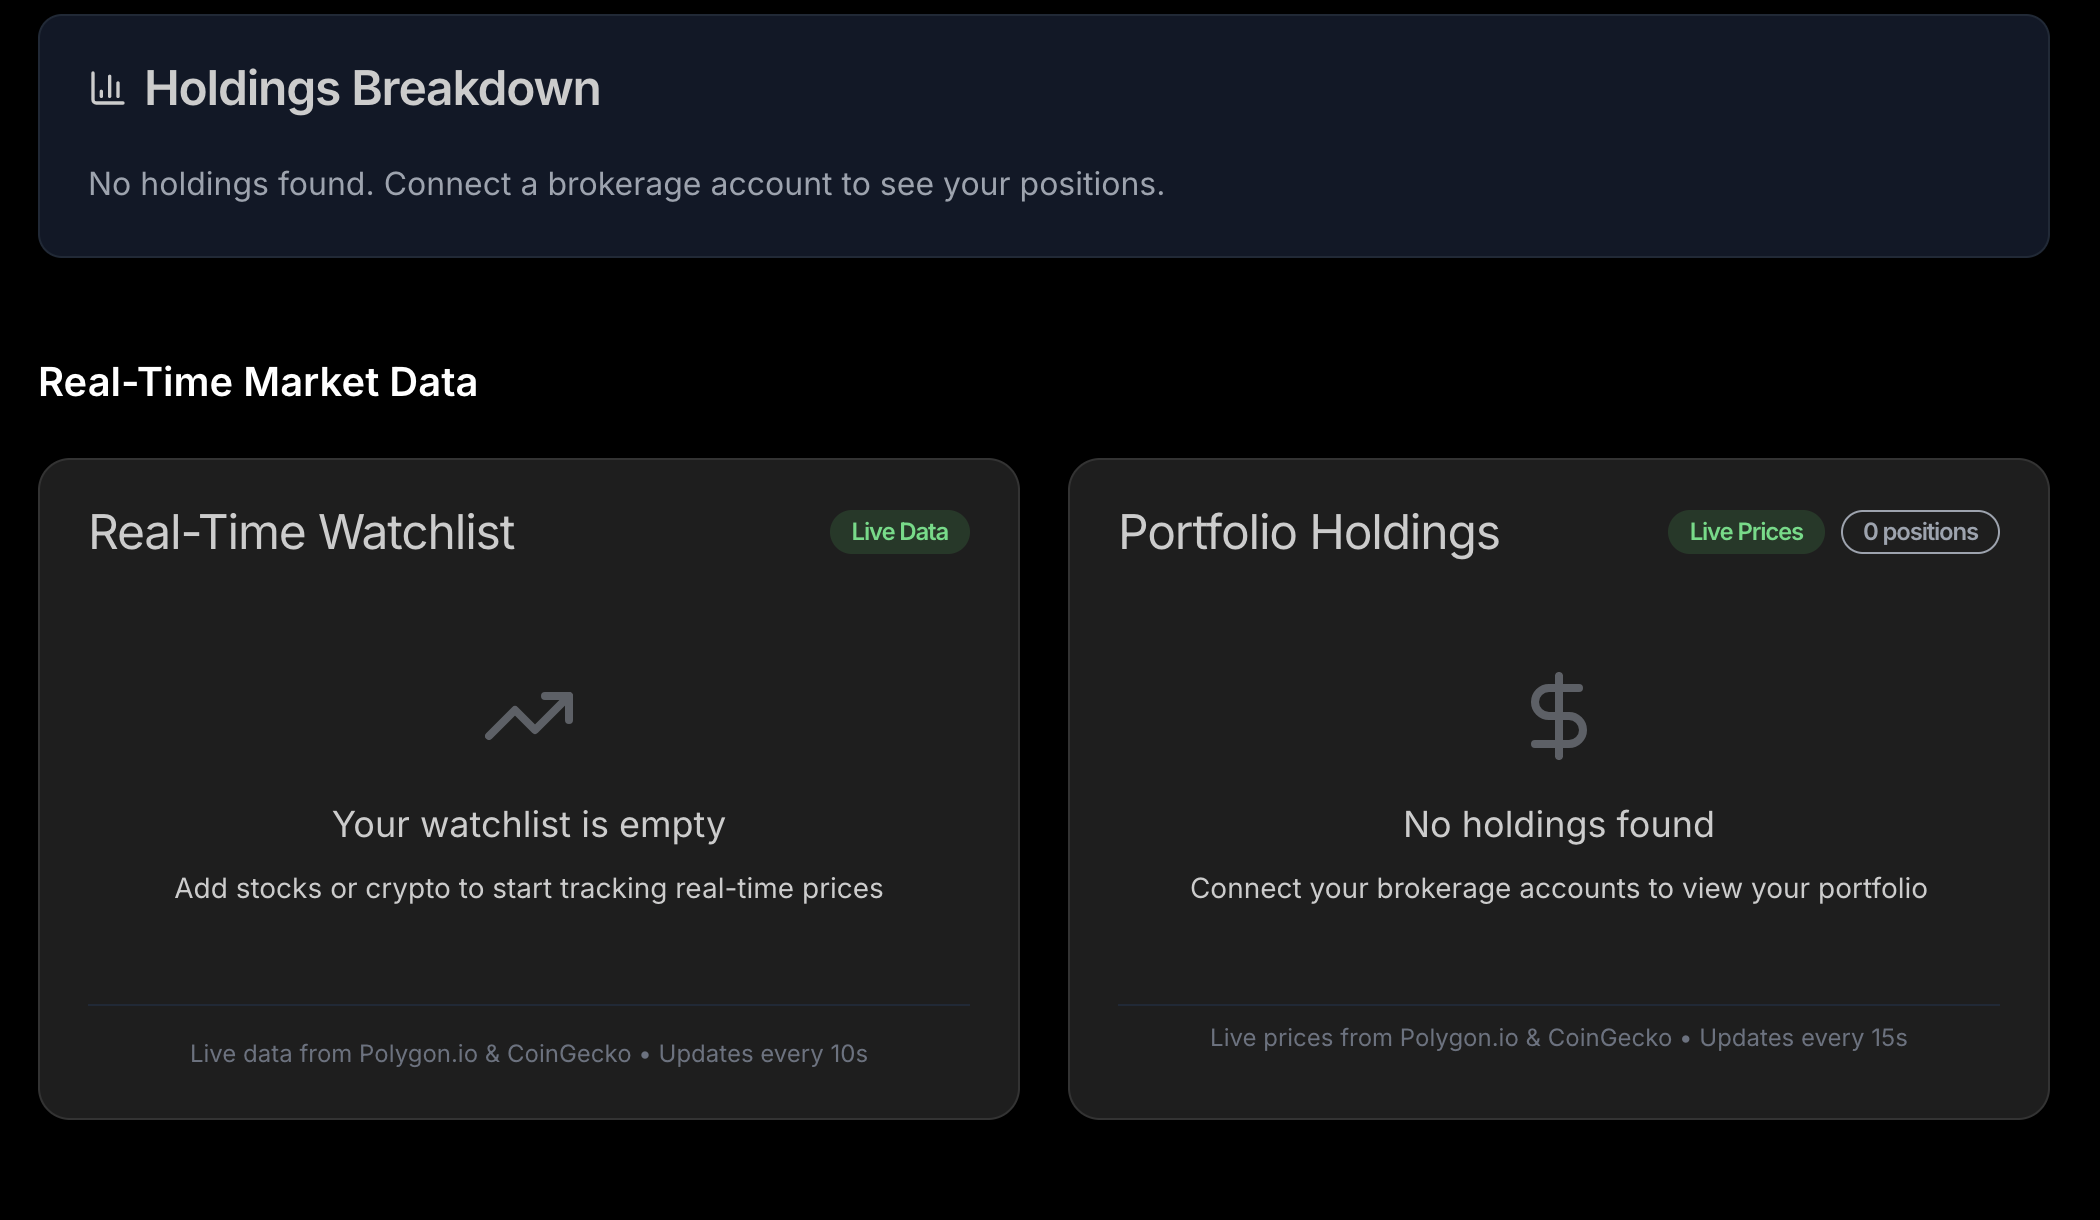 Holdings Breakdown
No holdings found. Connect a brokerage account to see your positions.
Real-Time Market Data
Real-Time Watchlist
Live Data
Your watchlist is empty
Add stocks or crypto to start tracking real-time prices
Live data from Polygon.io & CoinGecko • Updates every 10s
Portfolio Holdings
Live Prices
0 positions
No holdings found
Connect your brokerage accounts to view your portfolio
Live prices from Polygon.io & CoinGecko • Updates every 15s